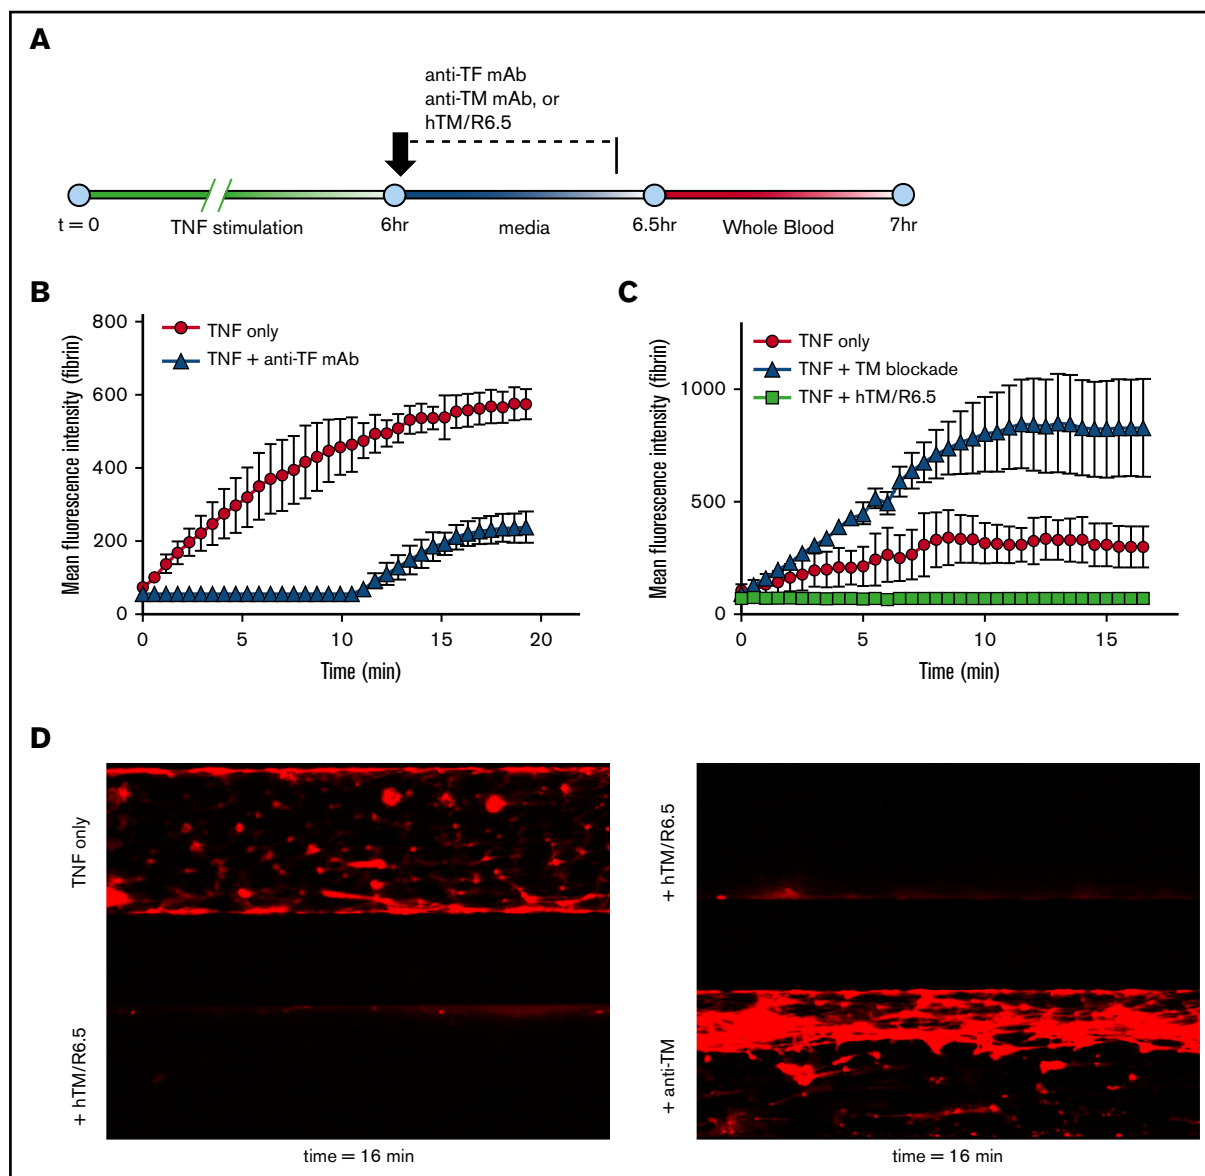 A
anti-TF mAb
anti-TM mAb, or
hTM/R6.5
t = 0
TNF stimulation
6hr
media
6.5hr
Whole Blood
7hr
B
Mean fluorescence intensity (fibrin)
800
600
400
200
0
TNF only
TNF + anti-TF mAb
0
5
10
15
20
Time (min)
C
Mean fluorescence intensity (fibrin)
1000
500
0
TNF only
TNF + TM blockade
TNF + hTM/R6.5
0
5
10
15
Time (min)
D
TNF only
+ hTM/R6.5
time = 16 min
+ hTM/R6.5
+ anti-TM
time = 16 min